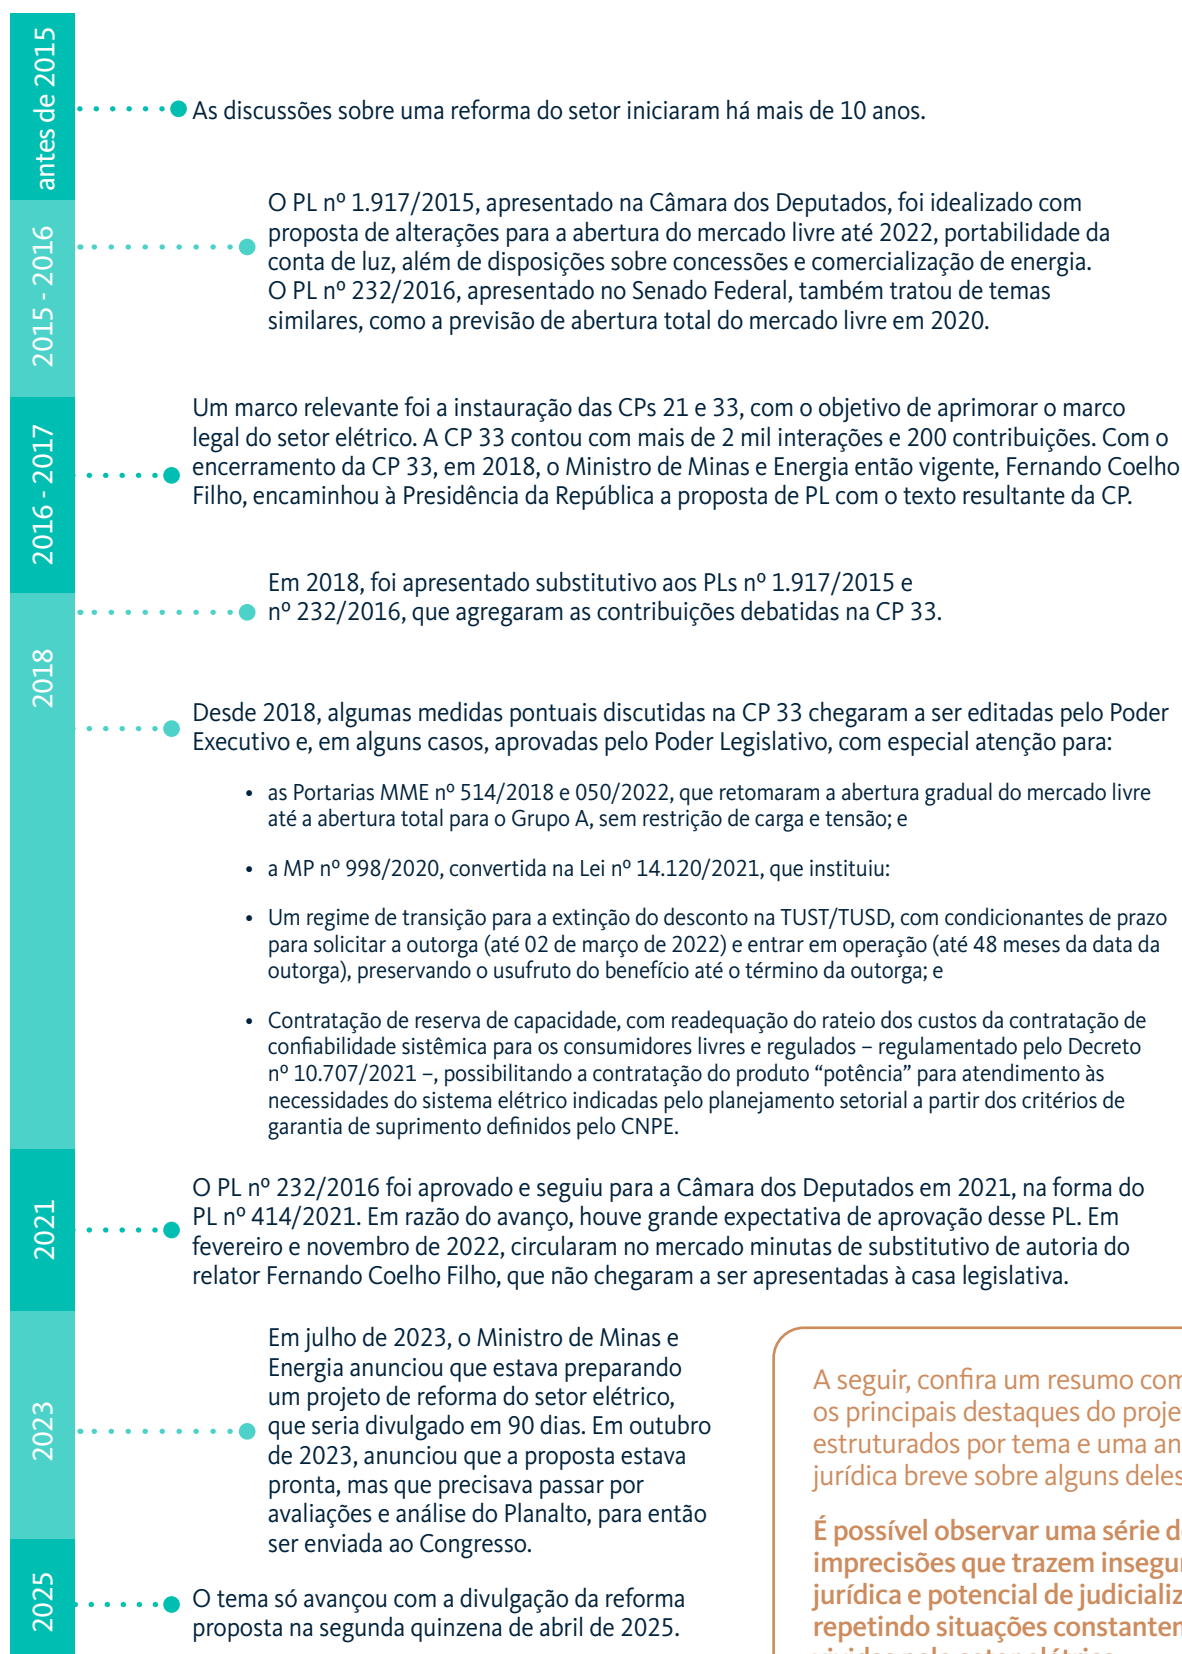 antes de 2015
As discussões sobre uma reforma do setor iniciaram há mais de 10 anos.
2015 - 2016
O PL nº 1.917/2015, apresentado na Câmara dos Deputados, foi idealizado com
proposta de alterações para a abertura do mercado livre até 2022, portabilidade da
conta de luz, além de disposições sobre concessões e comercialização de energia.
O PL nº 232/2016, apresentado no Senado Federal, também tratou de temas
similares, como a previsão de abertura total do mercado livre em 2020.
2016 - 2017
Um marco relevante foi a instauração das CPs 21 e 33, com o objetivo de aprimorar o marco
legal do setor elétrico. A CP 33 contou com mais de 2 mil interações e 200 contribuições. Com o
encerramento da CP 33, em 2018, o Ministro de Minas e Energia então vigente, Fernando Coelho
Filho, encaminhou à Presidência da República a proposta de PL com o texto resultante da CP.
2018
Em 2018, foi apresentado substitutivo aos PLs nº 1.917/2015 e
nº 232/2016, que agregaram as contribuições debatidas na CP 33.
Desde 2018, algumas medidas pontuais discutidas na CP 33 chegaram a ser editadas pelo Poder
Executivo e, em alguns casos, aprovadas pelo Poder Legislativo, com especial atenção para:
• as Portarias MME nº 514/2018 e 050/2022, que retomaram a abertura gradual do mercado livre
até a abertura total para o Grupo A, sem restrição de carga e tensão; e
• a MP nº 998/2020, convertida na Lei nº 14.120/2021, que instituiu:
• Um regime de transição para a extinção do desconto na TUST/TUSD, com condicionantes de prazo
para solicitar a outorga (até 02 de março de 2022) e entrar em operação (até 48 meses da data da
outorga), preservando o usufruto do benefício até o término da outorga; e
• Contratação de reserva de capacidade, com readequação do rateio dos custos da contratação de
confiabilidade sistêmica para os consumidores livres e regulados – regulamentado pelo Decreto
nº 10.707/2021 –, possibilitando a contratação do produto “potência” para atendimento às
necessidades do sistema elétrico indicadas pelo planejamento setorial a partir dos critérios de
garantia de suprimento definidos pelo CNPE.
2021
O PL nº 232/2016 foi aprovado e seguiu para a Câmara dos Deputados em 2021, na forma do
PL nº 414/2021. Em razão do avanço, houve grande expectativa de aprovação desse PL. Em
fevereiro e novembro de 2022, circularam no mercado minutas de substitutivo de autoria do
relator Fernando Coelho Filho, que não chegaram a ser apresentadas à casa legislativa.
2023
Em julho de 2023, o Ministro de Minas e
Energia anunciou que estava preparando
um projeto de reforma do setor elétrico,
que seria divulgado em 90 dias. Em outubro
de 2023, anunciou que a proposta estava
pronta, mas que precisava passar por
avaliações e análise do Planalto, para então
ser enviada ao Congresso.
2025
O tema só avançou com a divulgação da reforma
proposta na segunda quinzena de abril de 2025.
A seguir, confira um resumo com
os principais destaques do proje
estruturados por tema e uma an
jurídica breve sobre alguns deles
É possível observar uma série d
imprecisões que trazem insegu
jurídica e potencial de judicializ
repetindo situações constanten